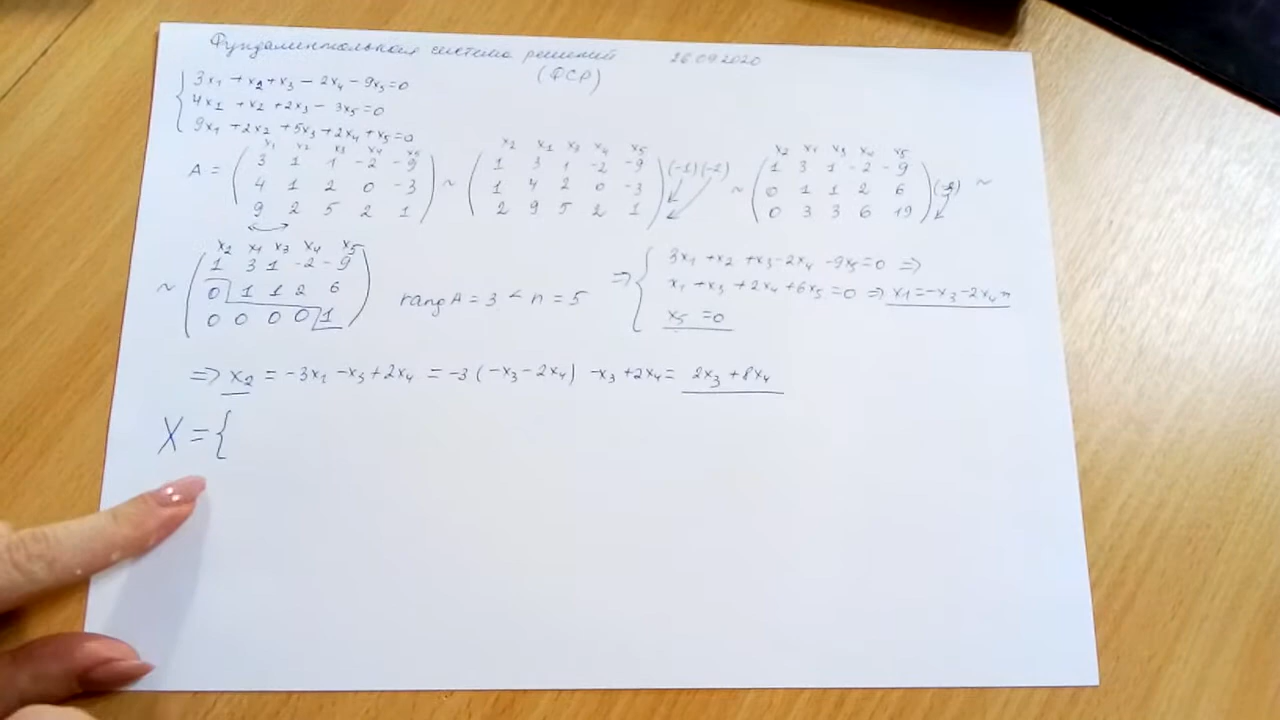 Фундаментальная система решений 26.09.2020
(ФСР)
{ 3x₁ + x₂ + x₃ − 2x₄ − 9x₅ = 0
4x₁ + x₂ + 2x₃ − 3x₅ = 0
9x₁ + 2x₂ + 5x₃ + 2x₄ + x₅ = 0
x₁ x₂ x₃ x₄ x₅ x₂ x₁ x₃ x₄ x₅ x₂ x₁ x₃ x₄ x₅
A = ( 3 1 1 −2 −9 ) ~ ( 1 3 1 −2 −9 ) (−1) (−2) ~ ( 1 3 1 −2 −9 ) ~
4 1 2 0 −3 1 4 2 0 −3 0 1 1 2 6
9 2 5 2 1 2 9 5 2 1 0 3 3 6 19
x₂ x₁ x₃ x₄ x₅
~ ( 1 3 1 −2 −9 ) ⇒ { 3x₁ + x₂ + x₃ − 2x₄ − 9x₅ = 0 ⇒
0 1 1 2 6 rang A = 3 < n = 5 x₁ + x₃ + 2x₄ + 6x₅ = 0 ⇒ x₁ = −x₃ − 2x₄
0 0 0 0 1 x₅ = 0
⇒ x₂ = −3x₁ − x₃ + 2x₄ = −3(−x₃ − 2x₄) − x₃ + 2x₄ = 2x₃ + 8x₄
X = {